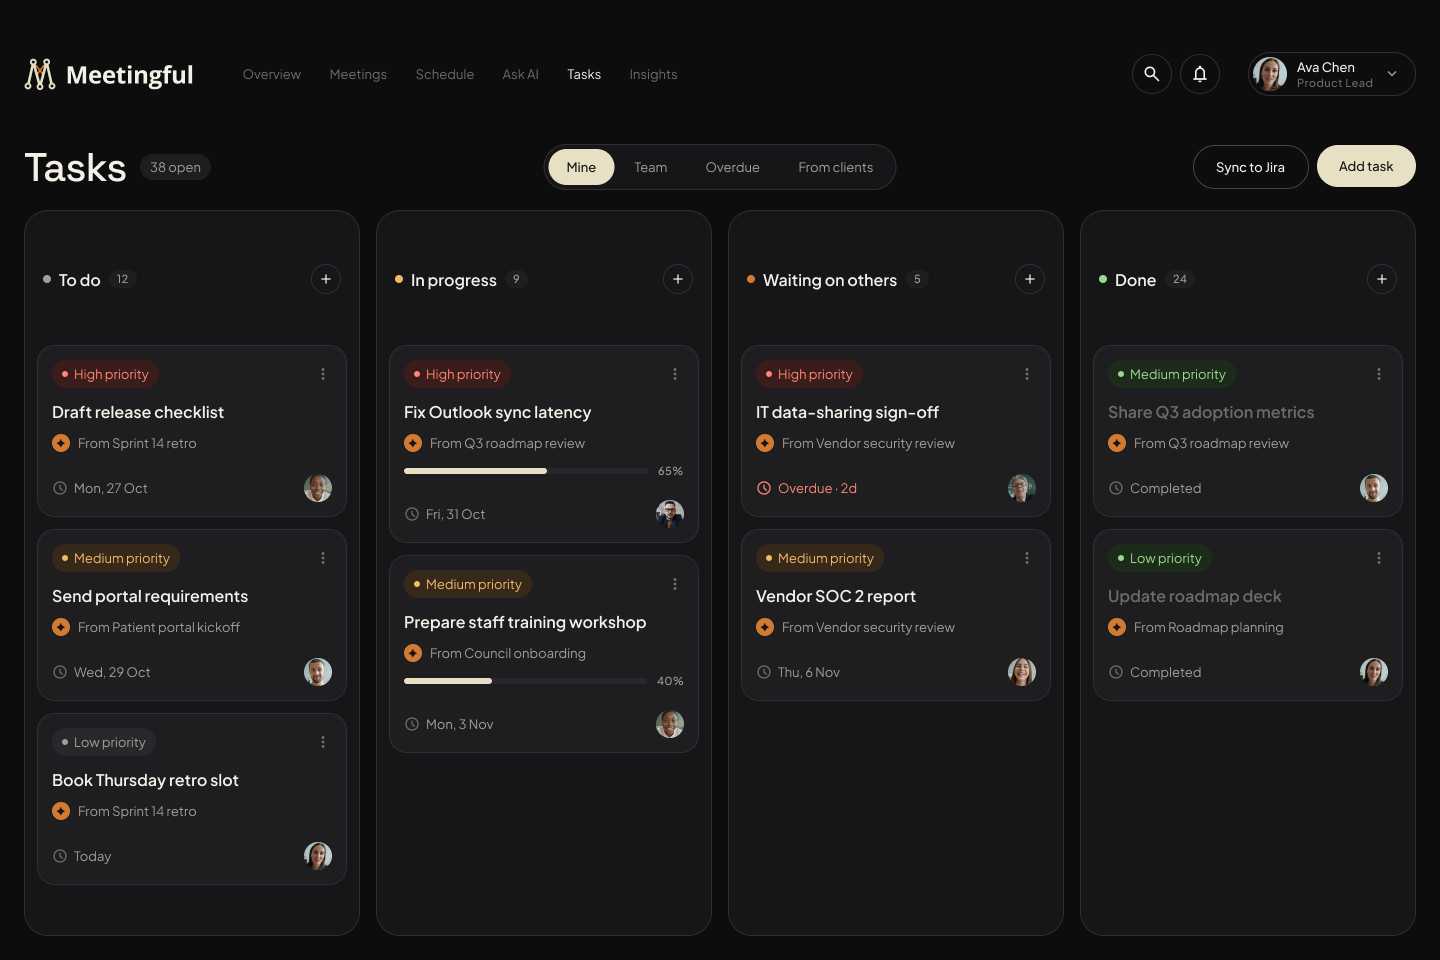 Meetingful
Overview
Meetings
Schedule
Ask AI
Tasks
Insights
Ava Chen
Product Lead
Tasks
38 open
Mine
Team
Overdue
From clients
Sync to Jira
Add task
To do
12
High priority
Draft release checklist
From Sprint 14 retro
Mon, 27 Oct
Medium priority
Send portal requirements
From Patient portal kickoff
Wed, 29 Oct
Low priority
Book Thursday retro slot
From Sprint 14 retro
Today
In progress
9
High priority
Fix Outlook sync latency
From Q3 roadmap review
65%
Fri, 31 Oct
Medium priority
Prepare staff training workshop
From Council onboarding
40%
Mon, 3 Nov
Waiting on others
5
High priority
IT data-sharing sign-off
From Vendor security review
Overdue · 2d
Medium priority
Vendor SOC 2 report
From Vendor security review
Thu, 6 Nov
Done
24
Medium priority
Share Q3 adoption metrics
From Q3 roadmap review
Completed
Low priority
Update roadmap deck
From Roadmap planning
Completed